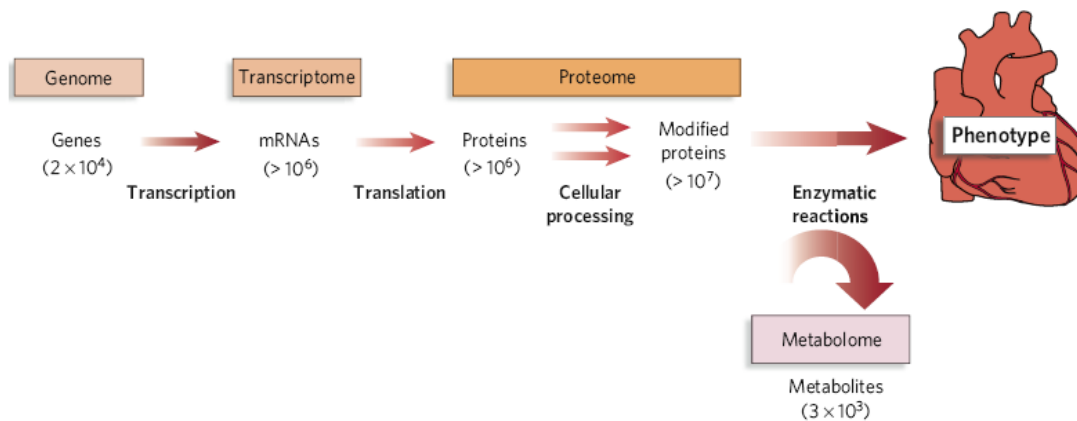 Genome
Transcriptome
Proteome
Genes
(2 × 10⁴)
Transcription
mRNAs
(> 10⁶)
Translation
Proteins
(> 10⁶)
Cellular
processing
Modified
proteins
(> 10⁷)
Enzymatic
reactions
Phenotype
Metabolome
Metabolites
(3 × 10³)